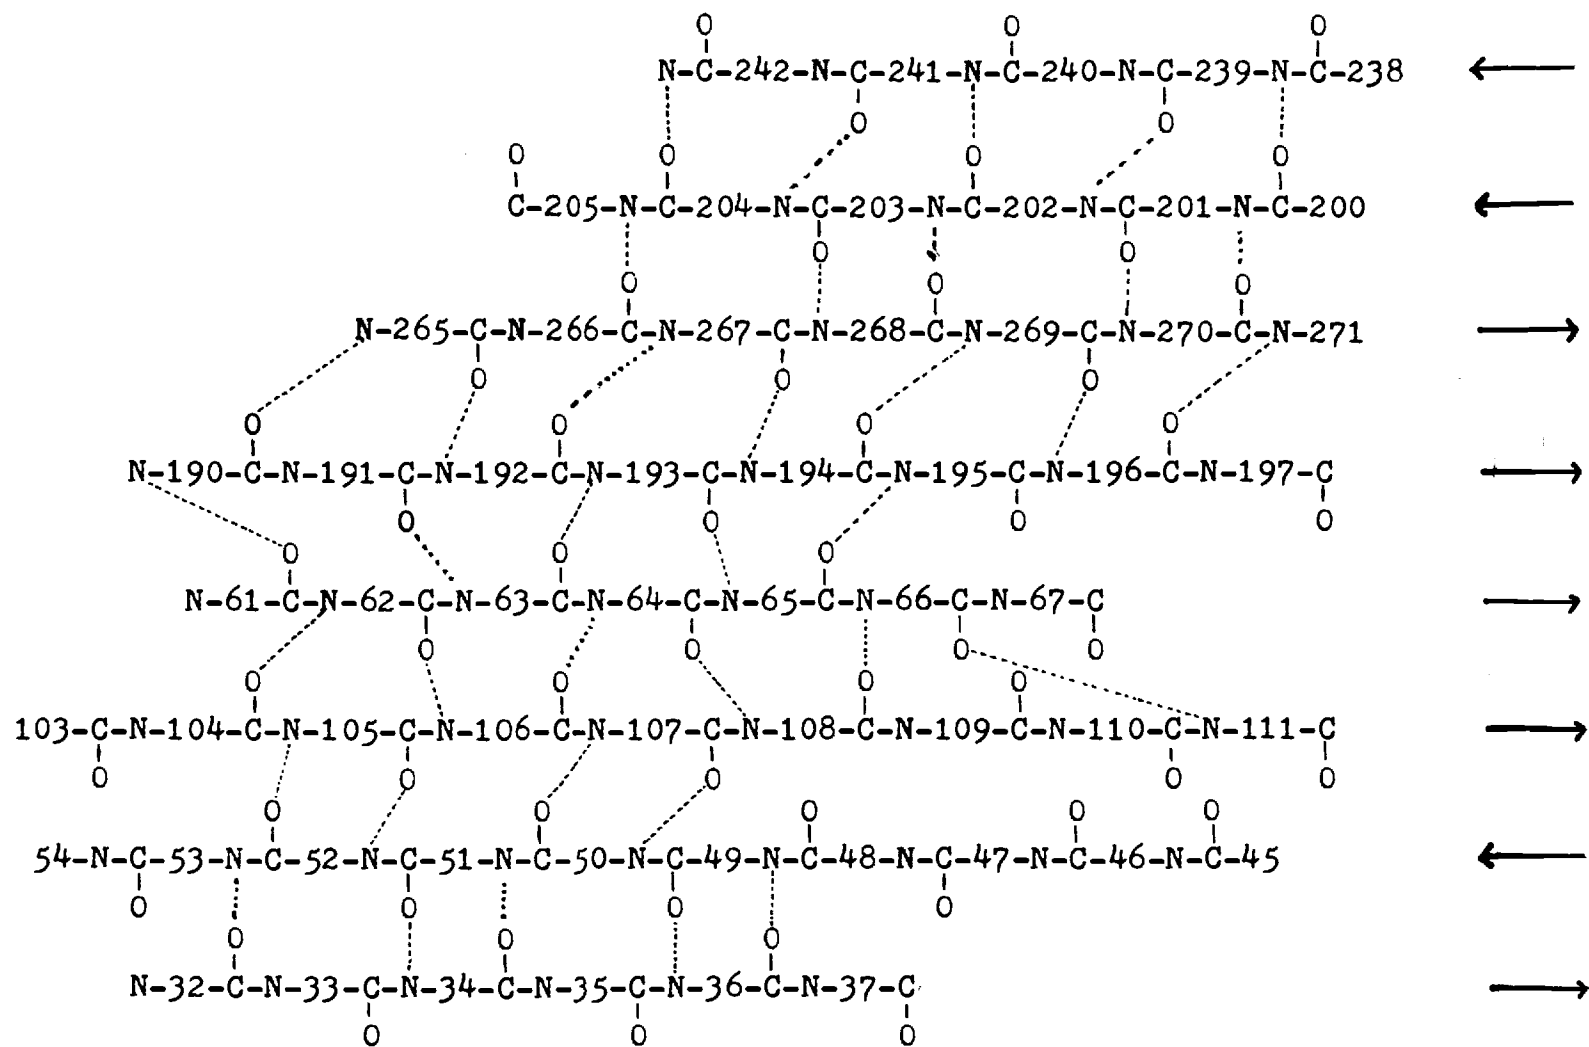 O O O
N-C-242-N-C-241-N-C-240-N-C-239-N-C-238
O O
O O O O
C-205-N-C-204-N-C-203-N-C-202-N-C-201-N-C-200
O O
O O O
N-265-C-N-266-C-N-267-C-N-268-C-N-269-C-N-270-C-N-271
O O O
O O O O
N-190-C-N-191-C-N-192-C-N-193-C-N-194-C-N-195-C-N-196-C-N-197-C
O O O O
O O O
N-61-C-N-62-C-N-63-C-N-64-C-N-65-C-N-66-C-N-67-C
O O O O
O O O O
103-C-N-104-C-N-105-C-N-106-C-N-107-C-N-108-C-N-109-C-N-110-C-N-111-C
O O O O O
O O O O O
54-N-C-53-N-C-52-N-C-51-N-C-50-N-C-49-N-C-48-N-C-47-N-C-46-N-C-45
O O O O
O O O
N-32-C-N-33-C-N-34-C-N-35-C-N-36-C-N-37-C
O O O